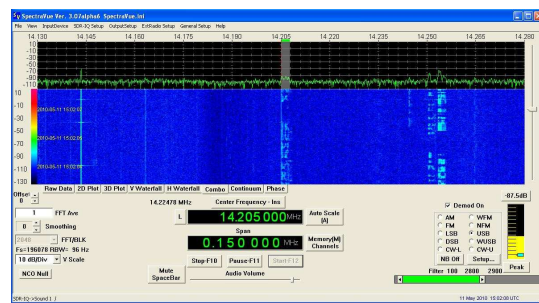 SpectraVue Ver. 3.07alpha6 SpectraVue.ini
File View InputDevice SDR-IQ Setup OutputSetup ExtRadio Setup General Setup Help
14.130 14.145 14.160 14.175 14.190 14.205 14.220 14.235 14.250 14.265 14.280
10
-10
-30
-50
-70
-90
-110
10
-10
-30
-50
-70
-90
-110
-130
2010-05-11 15:02:00
2010-05-11 15:02:00
2010-05-11 15:02:00
Raw Data 2D Plot 3D Plot V Waterfall H Waterfall Combo Continuum Phase
Offset
0
1 FFT Ave
0 Smoothing
2048 FFT/BLK
Fs=196078 RBW= 96 Hz
10 dB/Div V Scale
NCO Null
14.22478 MHz
Center Frequency - Ins
L 14.205000 MHz
Span
0.150000 MHz
Auto Scale (A)
Memory(M) Channels
Stop-F10 Pause-F11 Start-F12
Mute SpaceBar
Audio Volume
Demod On
AM WFM
FM NFM
LSB USB
DSB WUSB
CW-L CW-U
NB Off Setup...
Filter 100 2800 2900
-87.5dB
Peak
SDR-IQ->Sound 1
11 May 2010 15:02:08 UTC